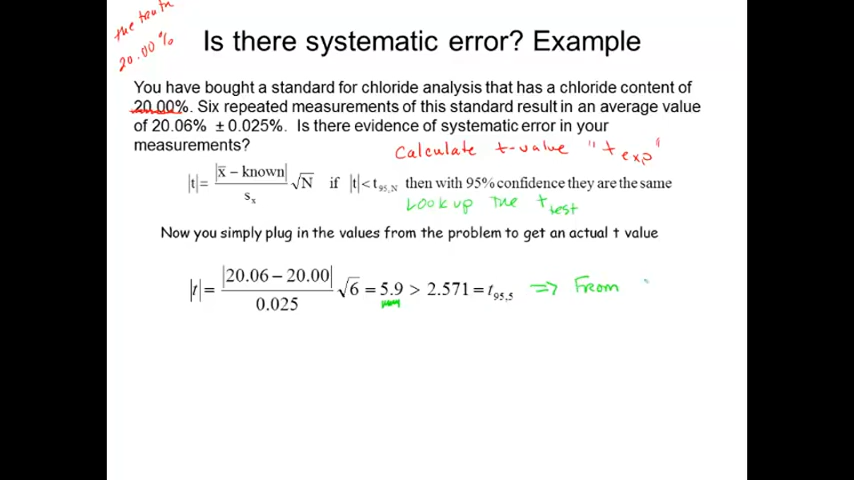 the truth
20.00%
Is there systematic error? Example
You have bought a standard for chloride analysis that has a chloride content of
20.00%. Six repeated measurements of this standard result in an average value
of 20.06% ± 0.025%. Is there evidence of systematic error in your
measurements?
Calculate t-value "t exp"
|t|= |x̄ − known| / sₓ √N if |t|< t₉₅,N then with 95% confidence they are the same
Look up the t test
Now you simply plug in the values from the problem to get an actual t value
|t|= |20.06 − 20.00| / 0.025 √6 = 5.9 > 2.571 = t₉₅,₅ ⇒ From